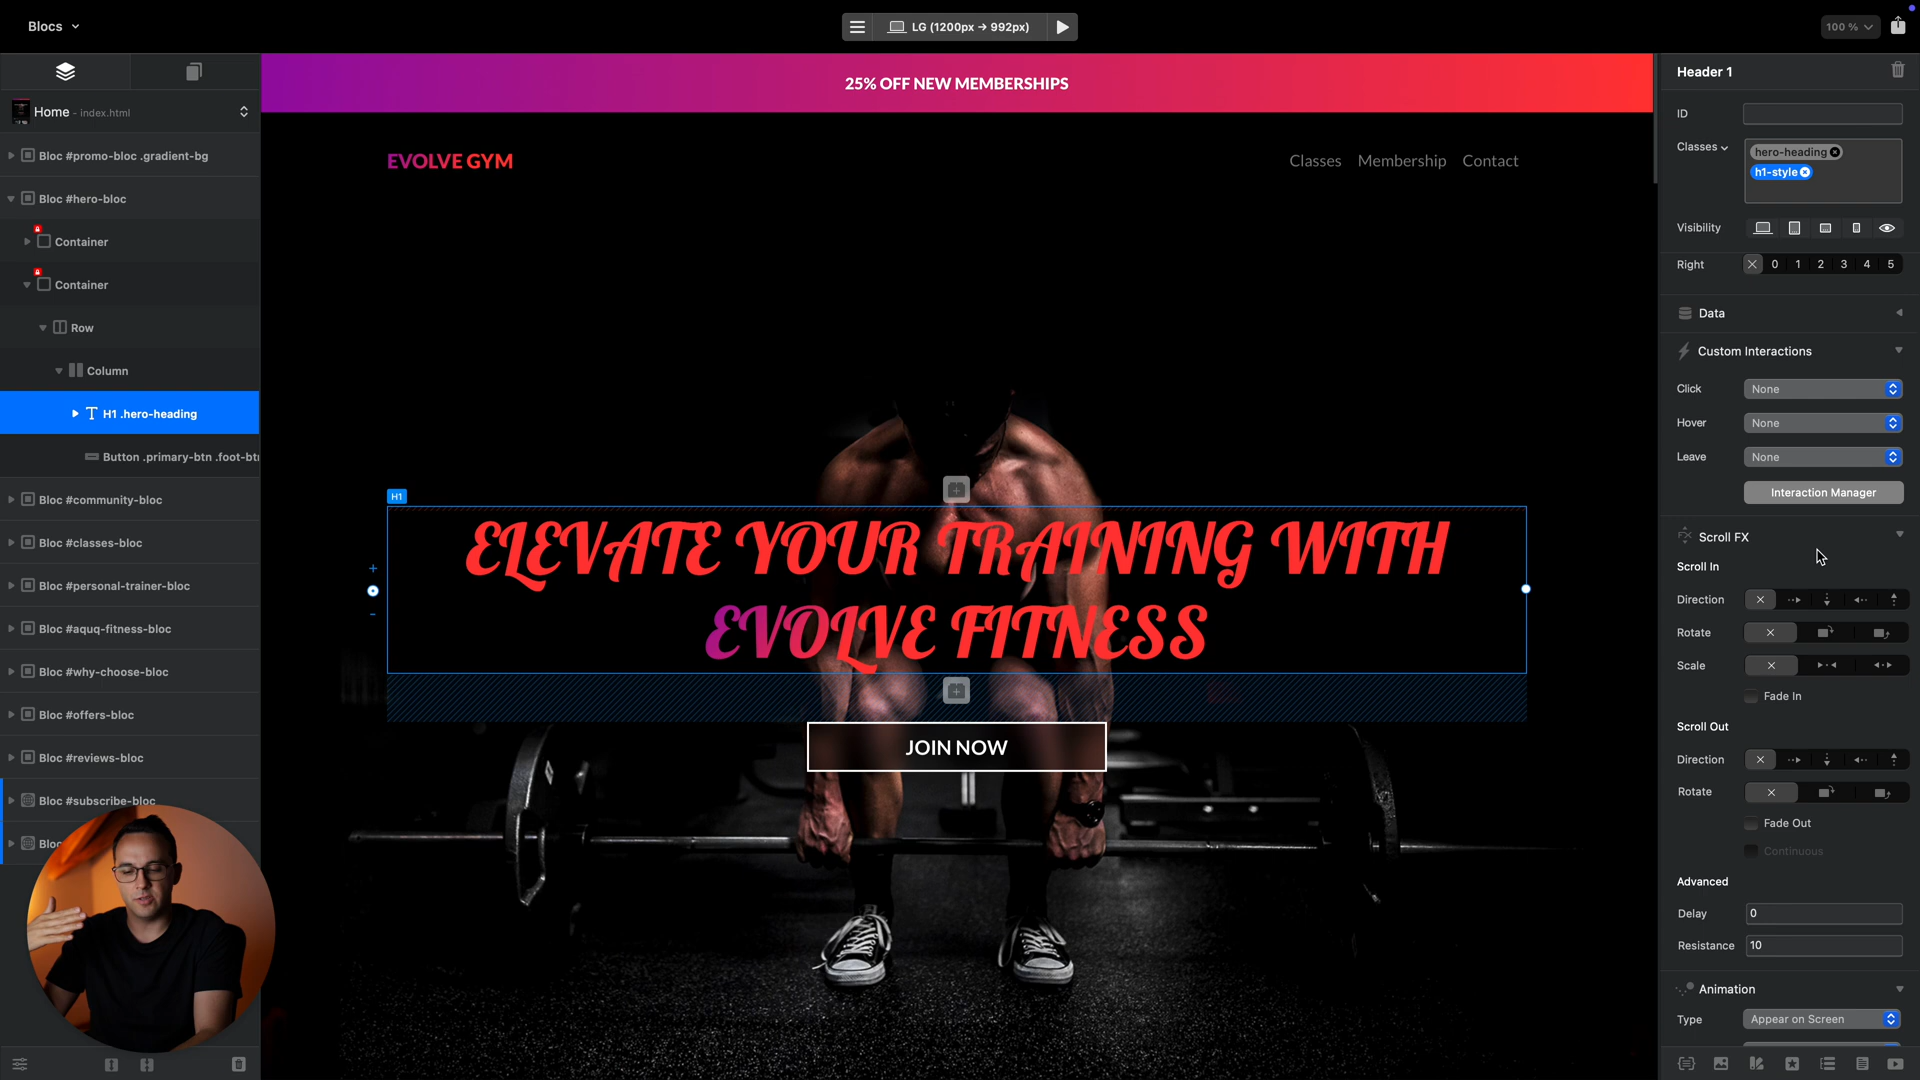 Blocs
LG (1200px → 992px)
100 %
Home - index.html
Bloc #promo-bloc .gradient-bg
Bloc #hero-bloc
Container
Container
Row
Column
H1 .hero-heading
Button .primary-btn .foot-bt
Bloc #community-bloc
Bloc #classes-bloc
Bloc #personal-trainer-bloc
Bloc #aquq-fitness-bloc
Bloc #why-choose-bloc
Bloc #offers-bloc
Bloc #reviews-bloc
Bloc #subscribe-bloc
Bloc
25% OFF NEW MEMBERSHIPS
EVOLVE GYM
Classes Membership Contact
H1
ELEVATE YOUR TRAINING WITH
EVOLVE FITNESS
JOIN NOW
Header 1
ID
Classes
hero-heading
h1-style
Visibility
Right 0 1 2 3 4 5
Data
Custom Interactions
Click None
Hover None
Leave None
Interaction Manager
Scroll FX
Scroll In
Direction
Rotate
Scale
Fade In
Scroll Out
Direction
Rotate
Fade Out
Continuous
Advanced
Delay 0
Resistance 10
Animation
Type Appear on Screen